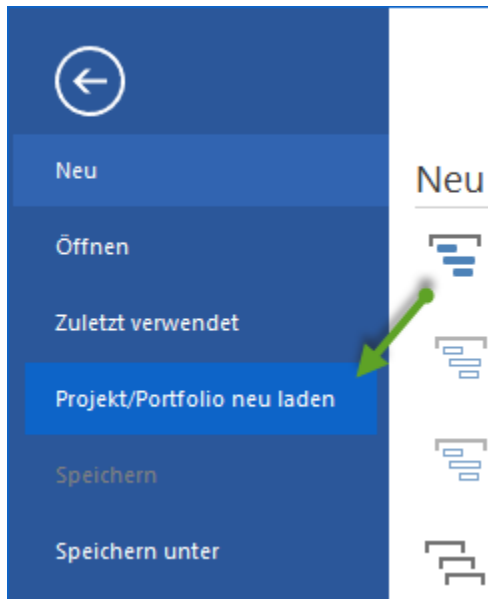 Neu
Neu
Öffnen
Zuletzt verwendet
Projekt/Portfolio neu laden
Speichern
Speichern unter